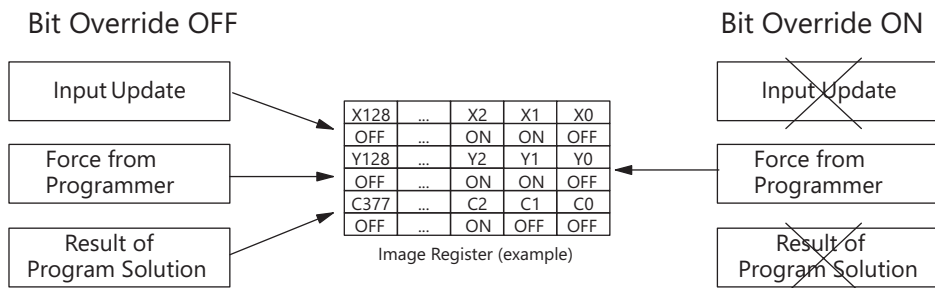 Bit Override OFF
Bit Override ON
Input Update
Force from
Programmer
Result of
Program Solution
X128 ... X2 X1 X0
OFF ... ON ON OFF
Y128 ... Y2 Y1 Y0
OFF ... ON ON OFF
C377 ... C2 C1 C0
OFF ... ON OFF OFF
Image Register (example)
Input Update
Force from
Programmer
Result of
Program Solution